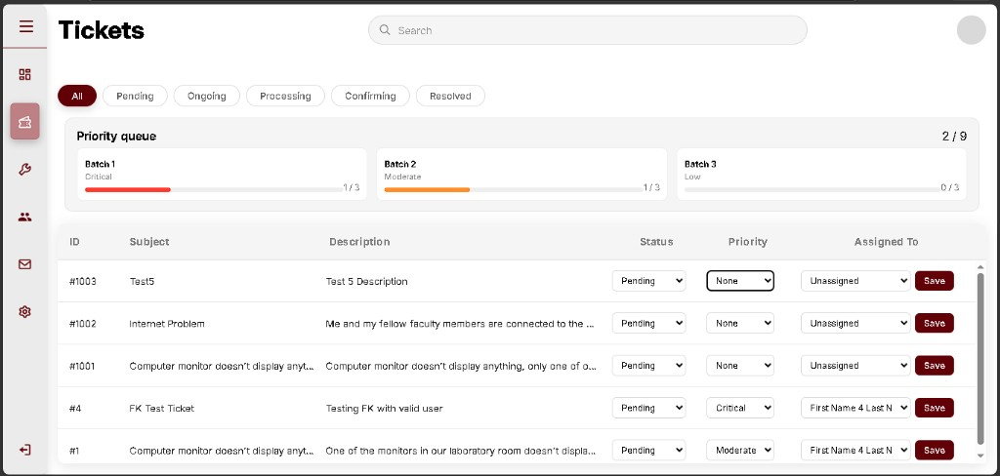 Tickets
Search
All Pending Ongoing Processing Confirming Resolved
Priority queue 2 / 9
Batch 1 Batch 2 Batch 3
Critical Moderate Low
1 / 3 1 / 3 0 / 3
ID Subject Description Status Priority Assigned To
#1003 Test5 Test 5 Description Pending None Unassigned Save
#1002 Internet Problem Me and my fellow faculty members are connected to the ... Pending None Unassigned Save
#1001 Computer monitor doesn't display anyt... Computer monitor doesn't display anything, only one of o... Pending None Unassigned Save
#4 FK Test Ticket Testing FK with valid user Pending Critical First Name 4 Last N Save
#1 Computer monitor doesn't display anyt... One of the monitors in our laboratory room doesn't displa... Pending Moderate First Name 4 Last N Save